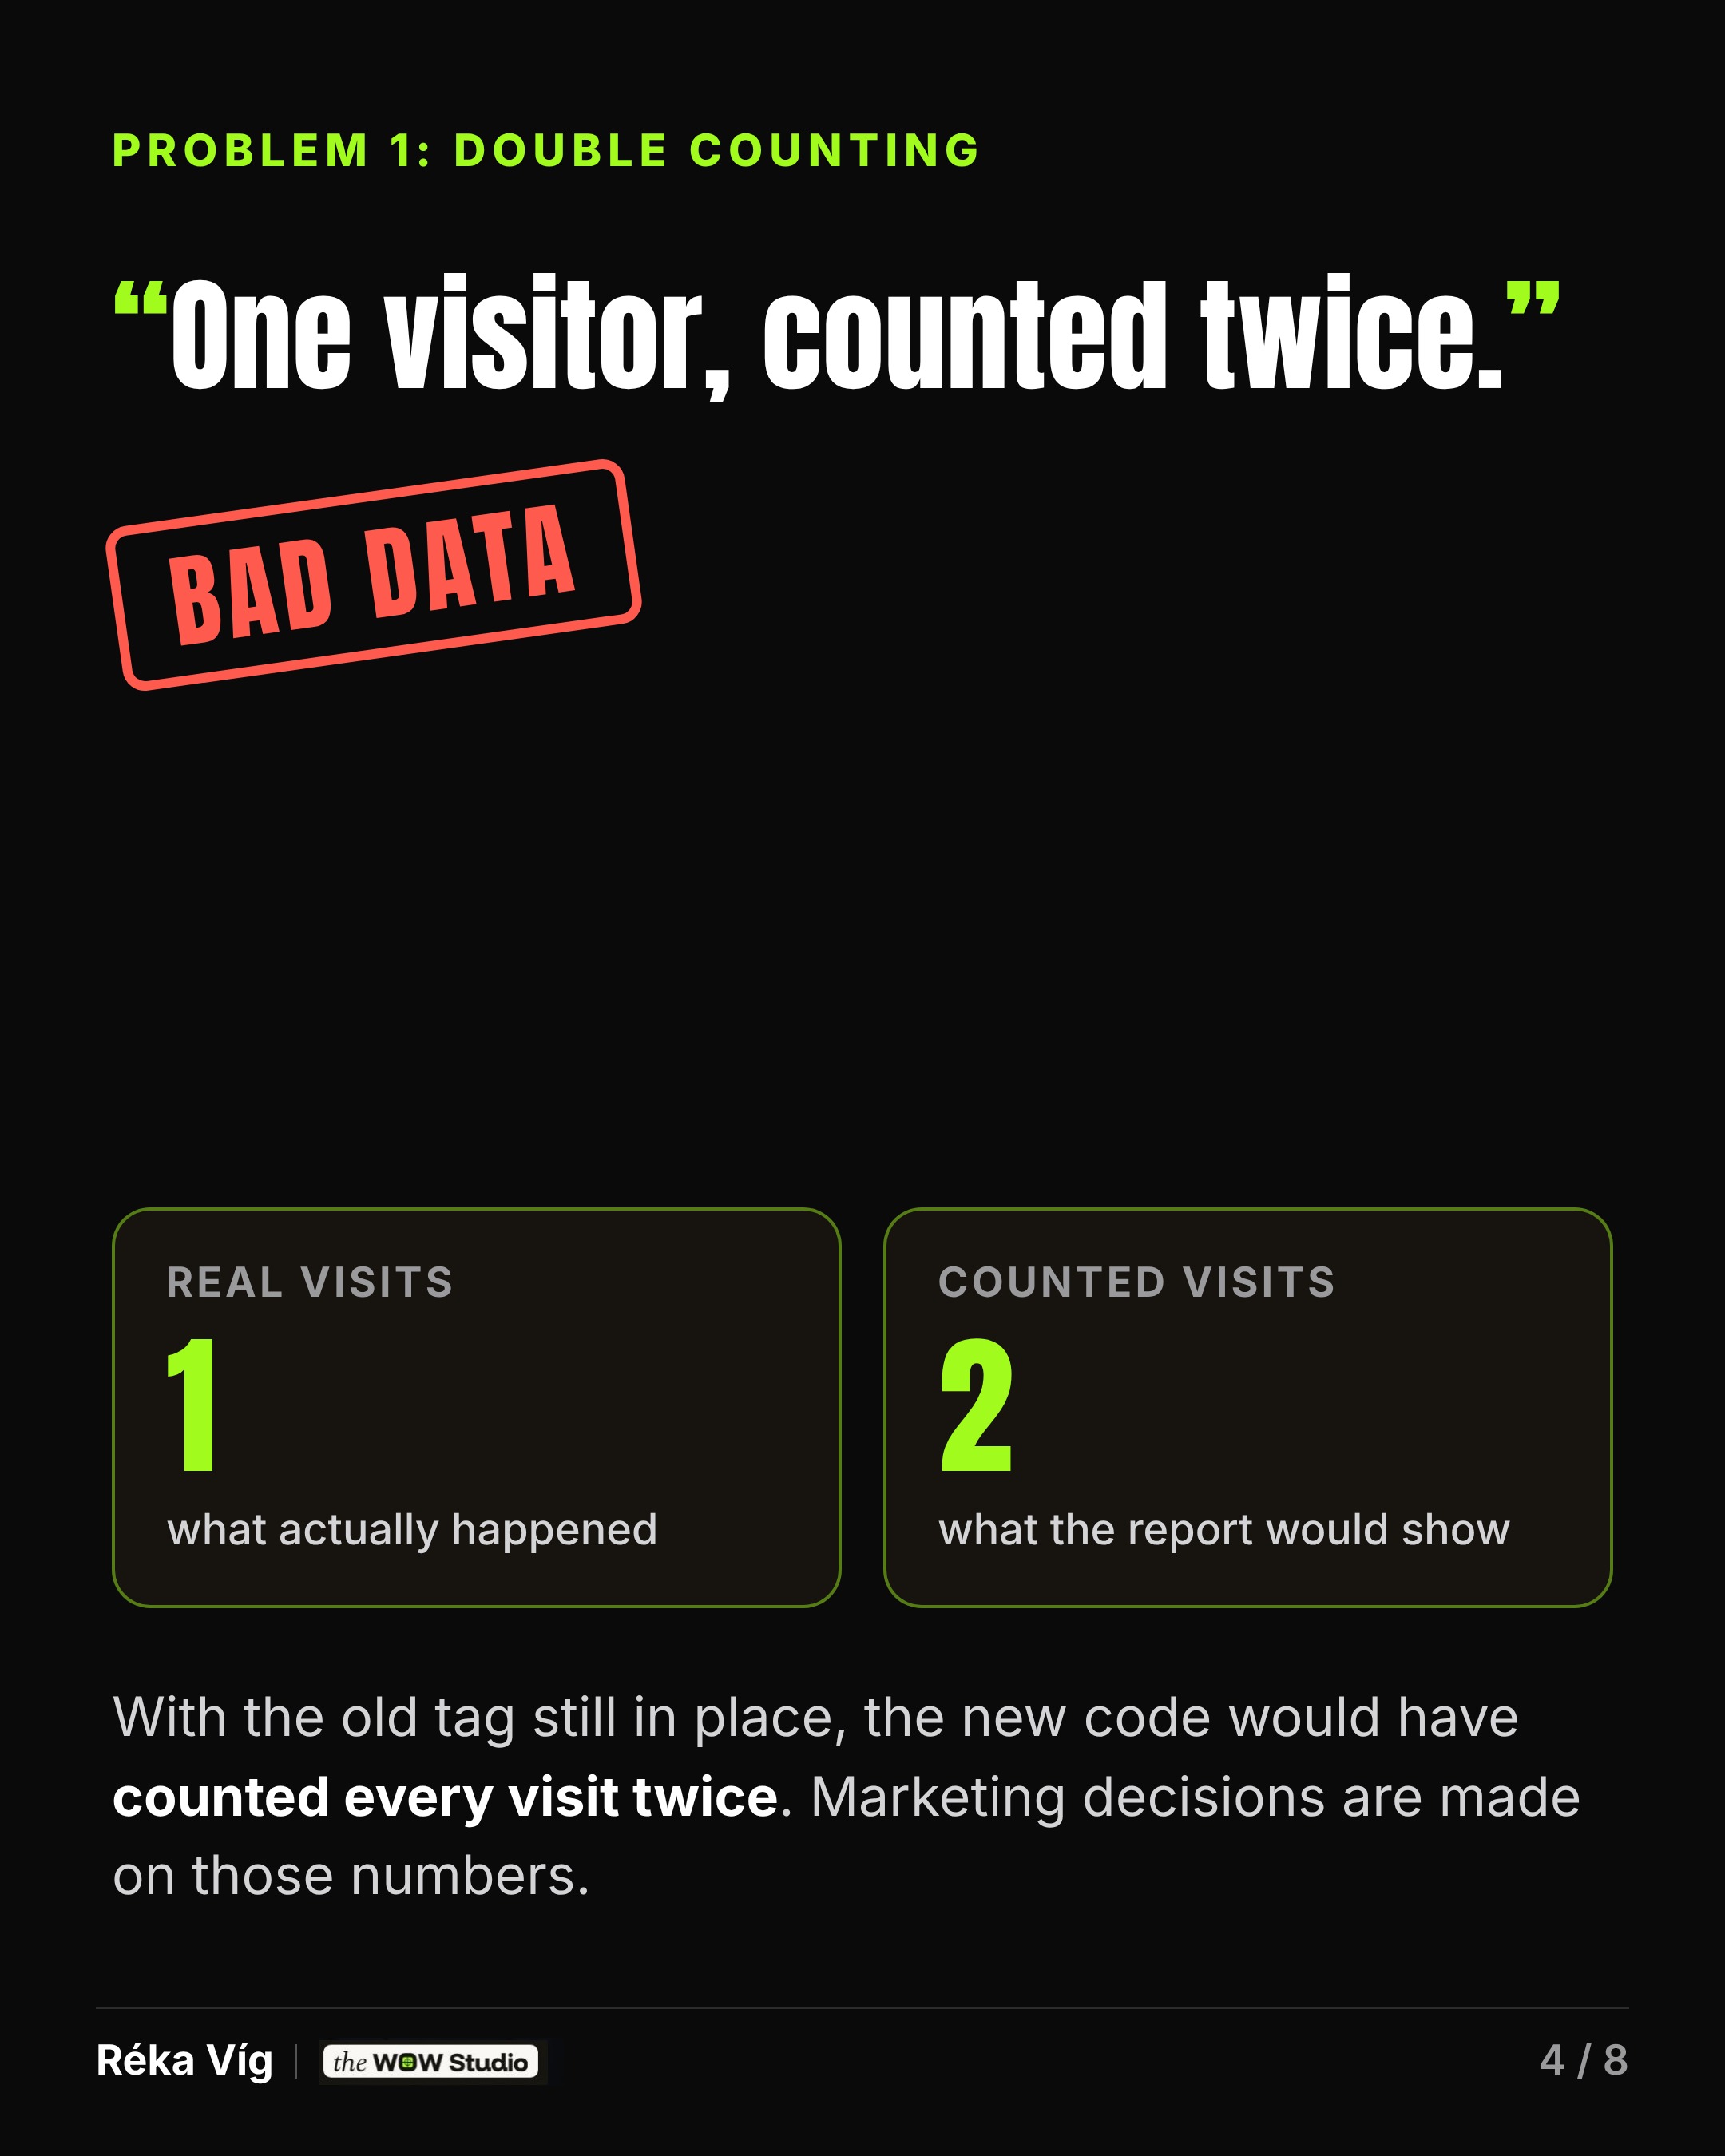 PROBLEM 1: DOUBLE COUNTING
“One visitor, counted twice.”
BAD DATA
REAL VISITS
1
what actually happened
COUNTED VISITS
2
what the report would show
With the old tag still in place, the new code would have
counted every visit twice. Marketing decisions are made
on those numbers.
Réka Víg
the WOW Studio
4 / 8